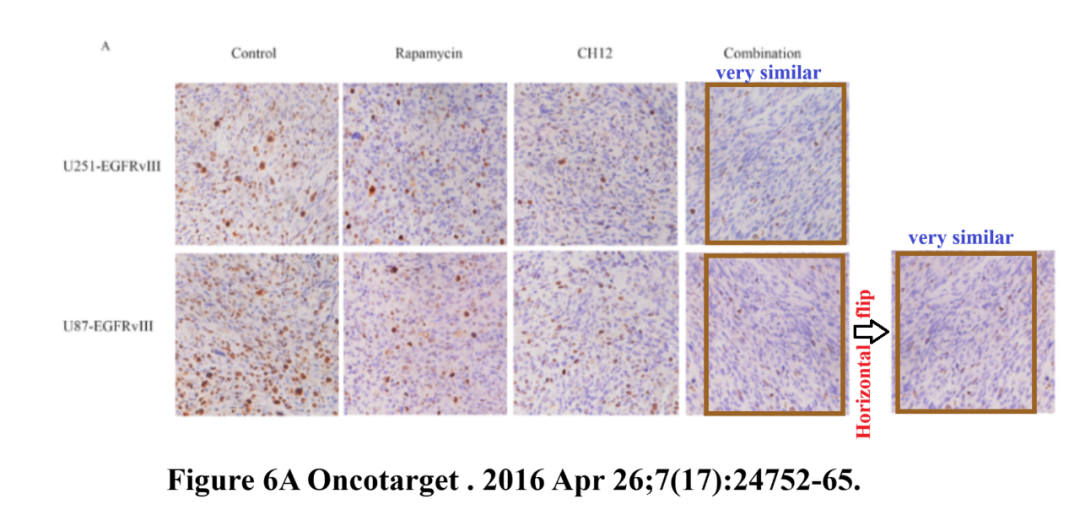 A
Control Rapamycin CH12 Combination
very similar
U251-EGFRvIII
very similar
U87-EGFRvIII
Horizontal flip
Figure 6A Oncotarget . 2016 Apr 26;7(17):24752-65.